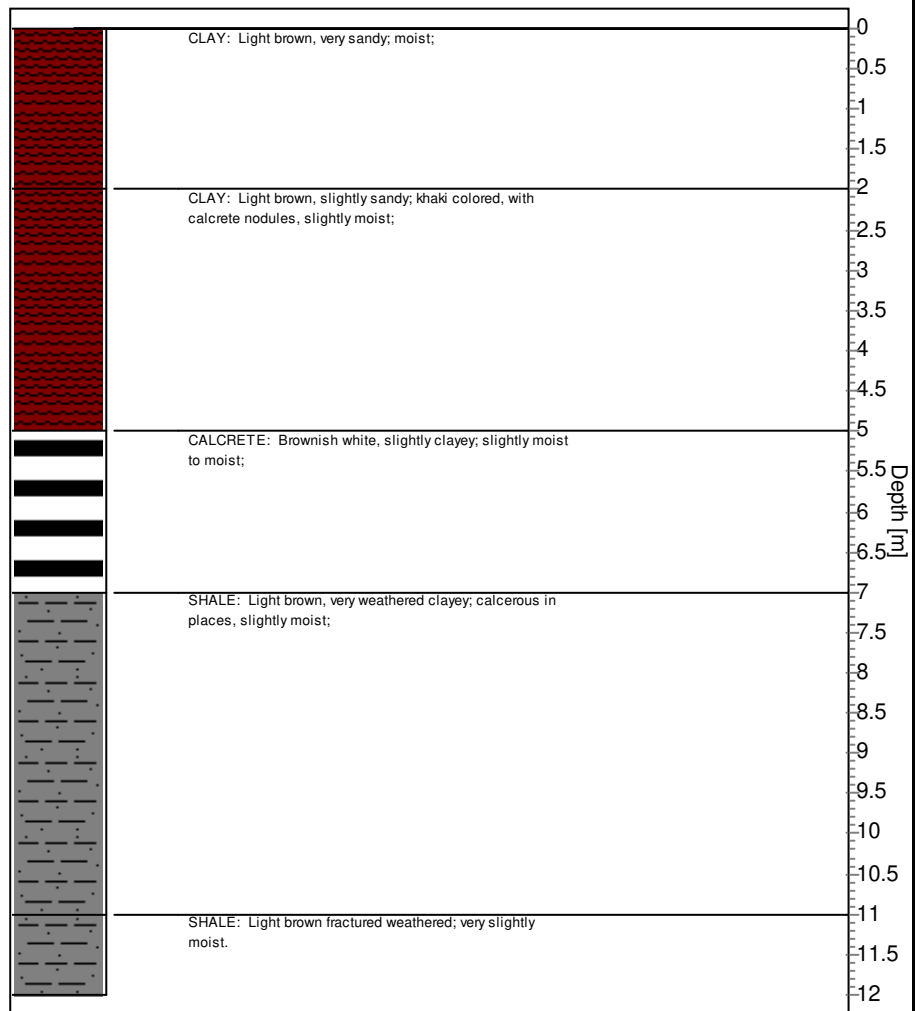 CLAY: Light brown, very sandy; moist;
CLAY: Light brown, slightly sandy; khaki colored, with
calcrete nodules, slightly moist;
CALCRETE: Brownish white, slightly clayey; slightly moist
to moist;
SHALE: Light brown, very weathered clayey; calcerous in
places, slightly moist;
SHALE: Light brown fractured weathered; very slightly
moist.
0
0.5
1
1.5
2
2.5
3
3.5
4
4.5
5
5.5
6
6.5
7
7.5
8
8.5
9
9.5
10
10.5
11
11.5
12
Depth [m]